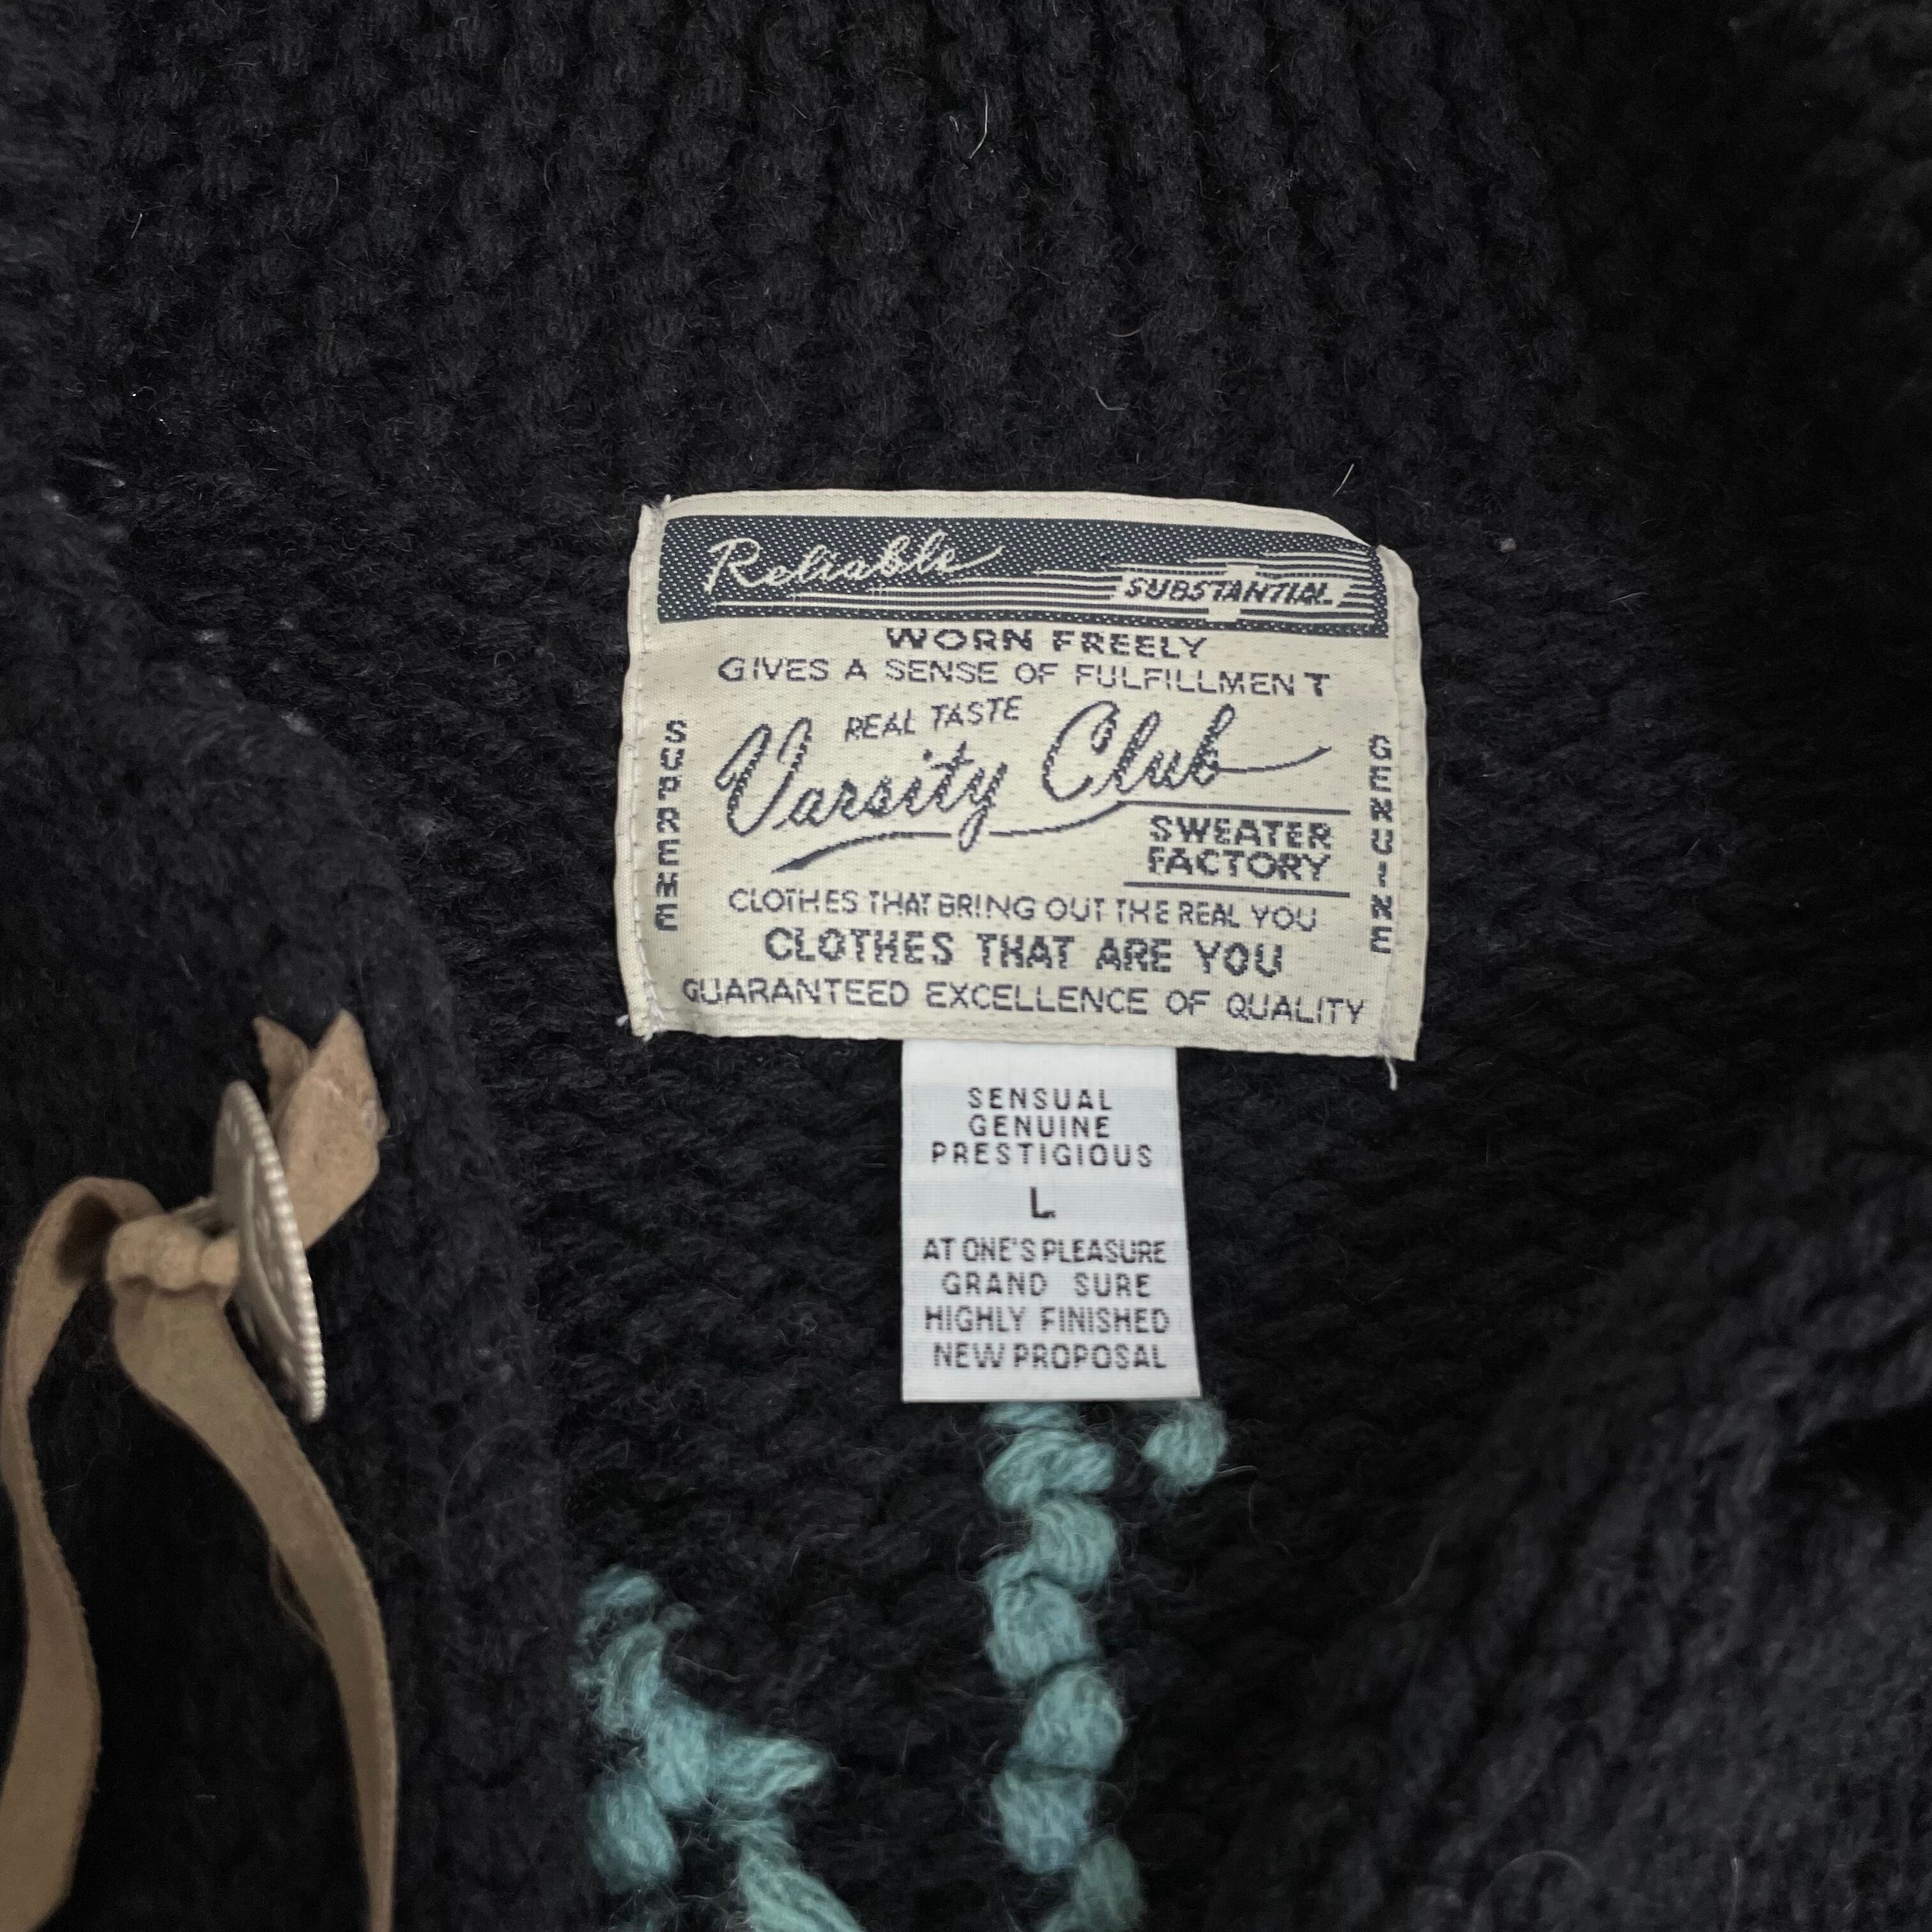 Reliable
SUBSTANTIAL
WORN FREELY
GIVES A SENSE OF FULFILLMENT
REAL TASTE
Varsity Club
SWEATER
FACTORY
SUPREME
GENUINE
CLOTHES THAT BRING OUT THE REAL YOU
CLOTHES THAT ARE YOU
GUARANTEED EXCELLENCE OF QUALITY
SENSUAL
GENUINE
PRESTIGIOUS
L
AT ONE'S PLEASURE
GRAND SURE
HIGHLY FINISHED
NEW PROPOSAL